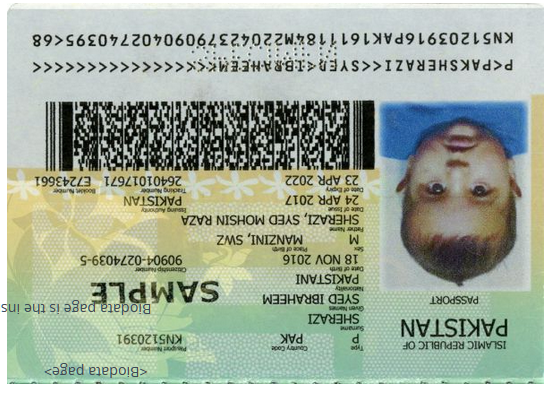 <Biodata page>
Biodata page is the ins
ISLAMIC REPUBLIC OF
PAKISTAN
PASSPORT
Type Country Code Passport Number
P PAK KN5120391
Surname
SHERAZI
Given Names
SYED IBRAHEEM
SAMPLE
Nationality
PAKISTANI
Date of Birth Citizenship Number
18 NOV 2016 90904-0274039-5
Sex Place of Birth
M MANZINI, SWZ
Father Name
SHERAZI, SYED MOHSIN RAZA
Date of Issue Issuing Authority
24 APR 2017 PAKISTAN
Date of Expiry Tracking Number Booklet Number
23 APR 2022 26401017671 E7243661
P<PAKSHERAZI<<SYED<IBRAHEEM<<<<<<<<<<<<<<<<<
KN51203916PAK1611184M22042379090402740395<68